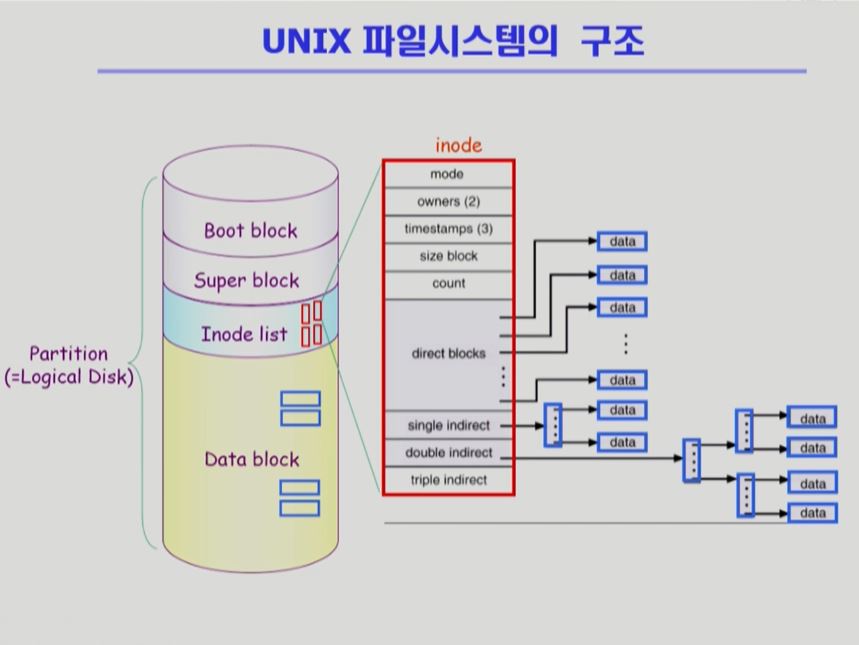 UNIX 파일시스템의 구조
Partition
(=Logical Disk)
Boot block
Super block
Inode list
Data block
inode
mode
owners (2)
timestamps (3)
size block
count
direct blocks
single indirect
double indirect
triple indirect
data
data
data
data
data
data
data
data
data
data